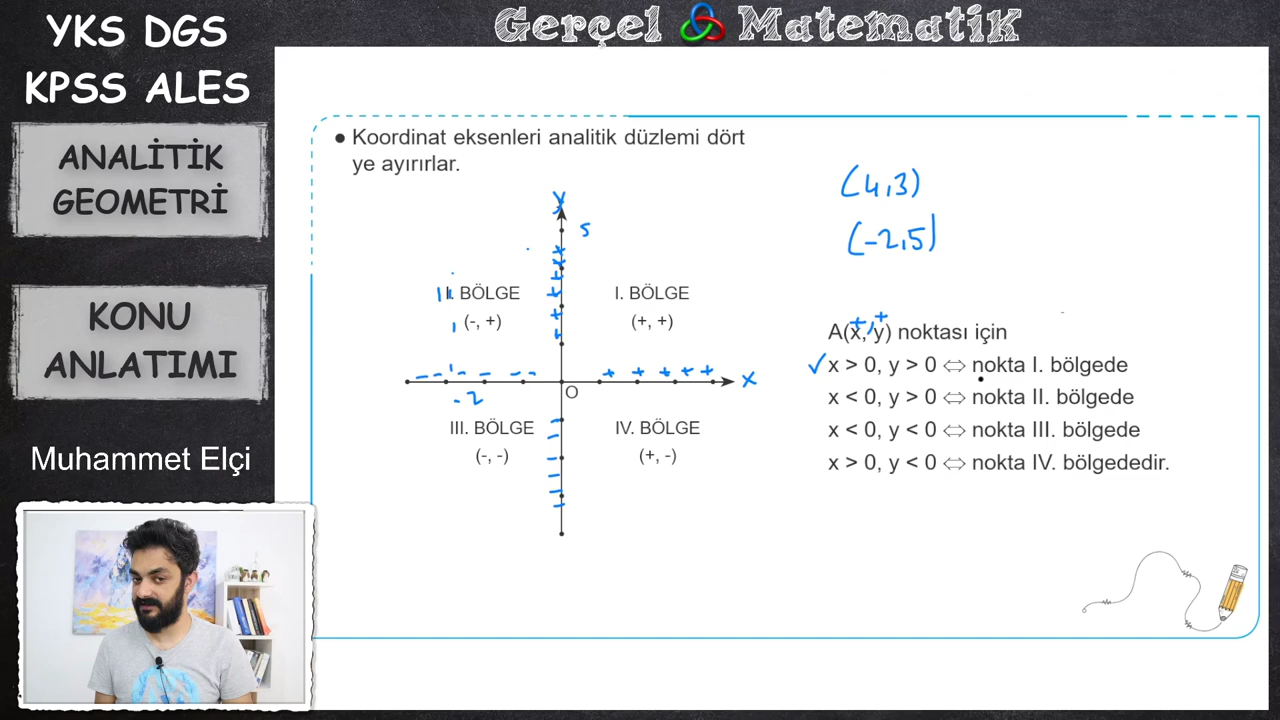 YKS DGS
KPSS ALES
Gerçel Matematik
ANALİTİK
GEOMETRİ
KONU
ANLATIMI
Muhammet Elçi
● Koordinat eksenleri analitik düzlemi dört
ye ayırırlar.
y
5
II. BÖLGE
(-, +)
I. BÖLGE
(+, +)
x
-2
O
III. BÖLGE
(-, -)
IV. BÖLGE
(+, -)
(4,3)
(-2,5)
+, +
A(x, y) noktası için
✓ x > 0, y > 0 ⇔ nokta I. bölgede
x < 0, y > 0 ⇔ nokta II. bölgede
x < 0, y < 0 ⇔ nokta III. bölgede
x > 0, y < 0 ⇔ nokta IV. bölgededir.